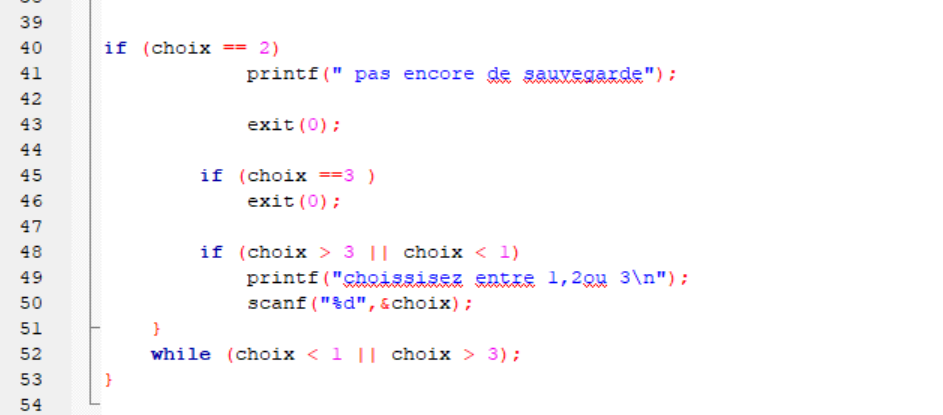 39
40 if (choix == 2)
41 printf(" pas encore de sauvegarde");
42
43 exit(0);
44
45 if (choix ==3 )
46 exit(0);
47
48 if (choix > 3 || choix < 1)
49 printf("choissisez entre 1,2ou 3\n");
50 scanf("%d",&choix);
51 }
52 while (choix < 1 || choix > 3);
53 }
54